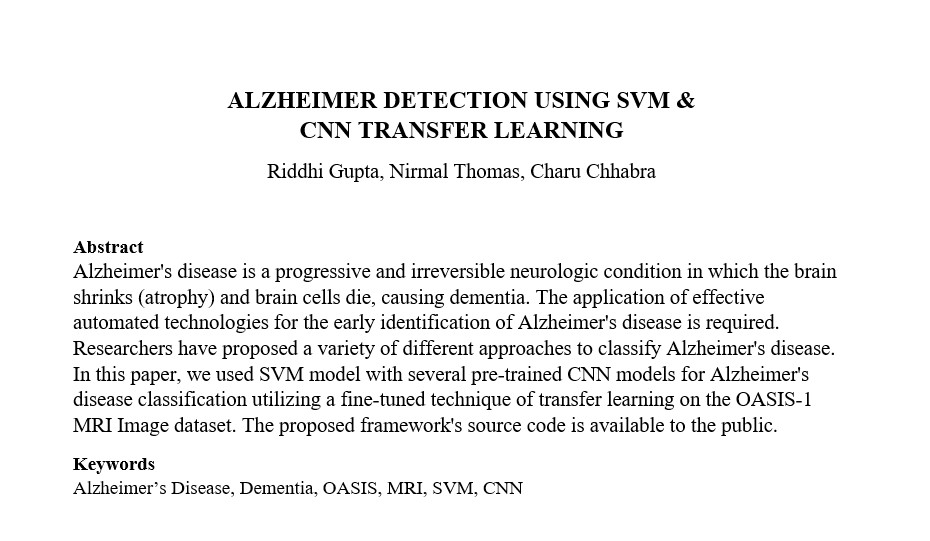 ALZHEIMER DETECTION USING SVM &
CNN TRANSFER LEARNING
Riddhi Gupta, Nirmal Thomas, Charu Chhabra
Abstract
Alzheimer's disease is a progressive and irreversible neurologic condition in which the brain
shrinks (atrophy) and brain cells die, causing dementia. The application of effective
automated technologies for the early identification of Alzheimer's disease is required.
Researchers have proposed a variety of different approaches to classify Alzheimer's disease.
In this paper, we used SVM model with several pre-trained CNN models for Alzheimer's
disease classification utilizing a fine-tuned technique of transfer learning on the OASIS-1
MRI Image dataset. The proposed framework's source code is available to the public.
Keywords
Alzheimer’s Disease, Dementia, OASIS, MRI, SVM, CNN